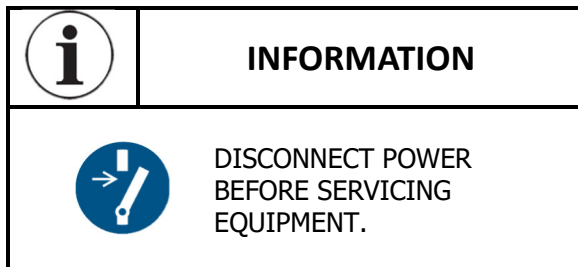 INFORMATION
DISCONNECT POWER
BEFORE SERVICING
EQUIPMENT.